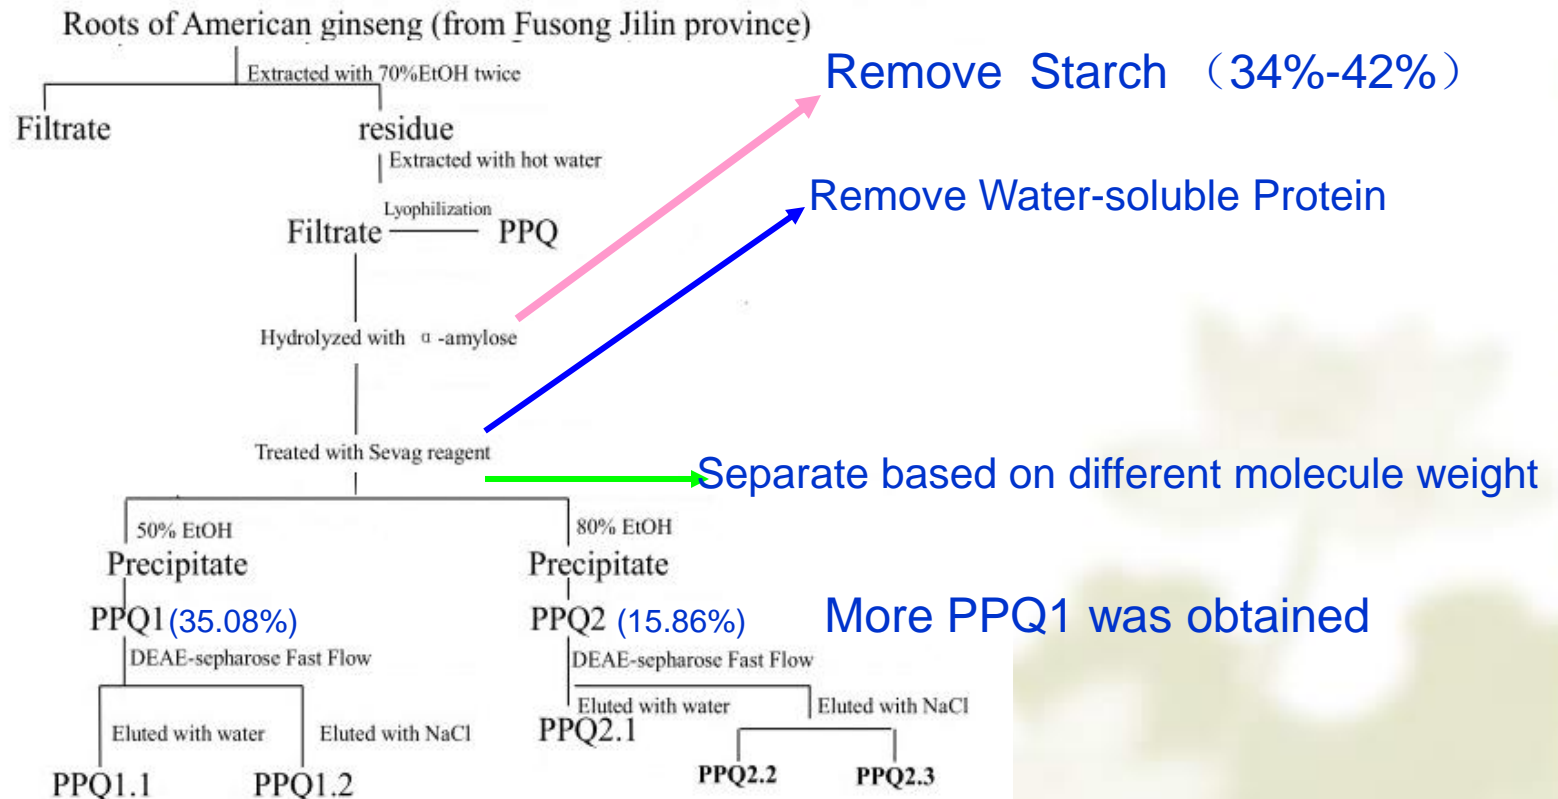 Roots of American ginseng (from Fusong Jilin province)
Extracted with 70%EtOH twice
Remove Starch （34%-42%）
Filtrate
residue
Extracted with hot water
Remove Water-soluble Protein
Lyophilization
Filtrate
PPQ
Hydrolyzed with α-amylose
Treated with Sevag reagent
Separate based on different molecule weight
50% EtOH
80% EtOH
Precipitate
Precipitate
PPQ1 (35.08%)
PPQ2 (15.86%)
More PPQ1 was obtained
DEAE-sepharose Fast Flow
DEAE-sepharose Fast Flow
Eluted with water
Eluted with NaCl
Eluted with water
Eluted with NaCl
PPQ2.1
PPQ1.1
PPQ1.2
PPQ2.2
PPQ2.3